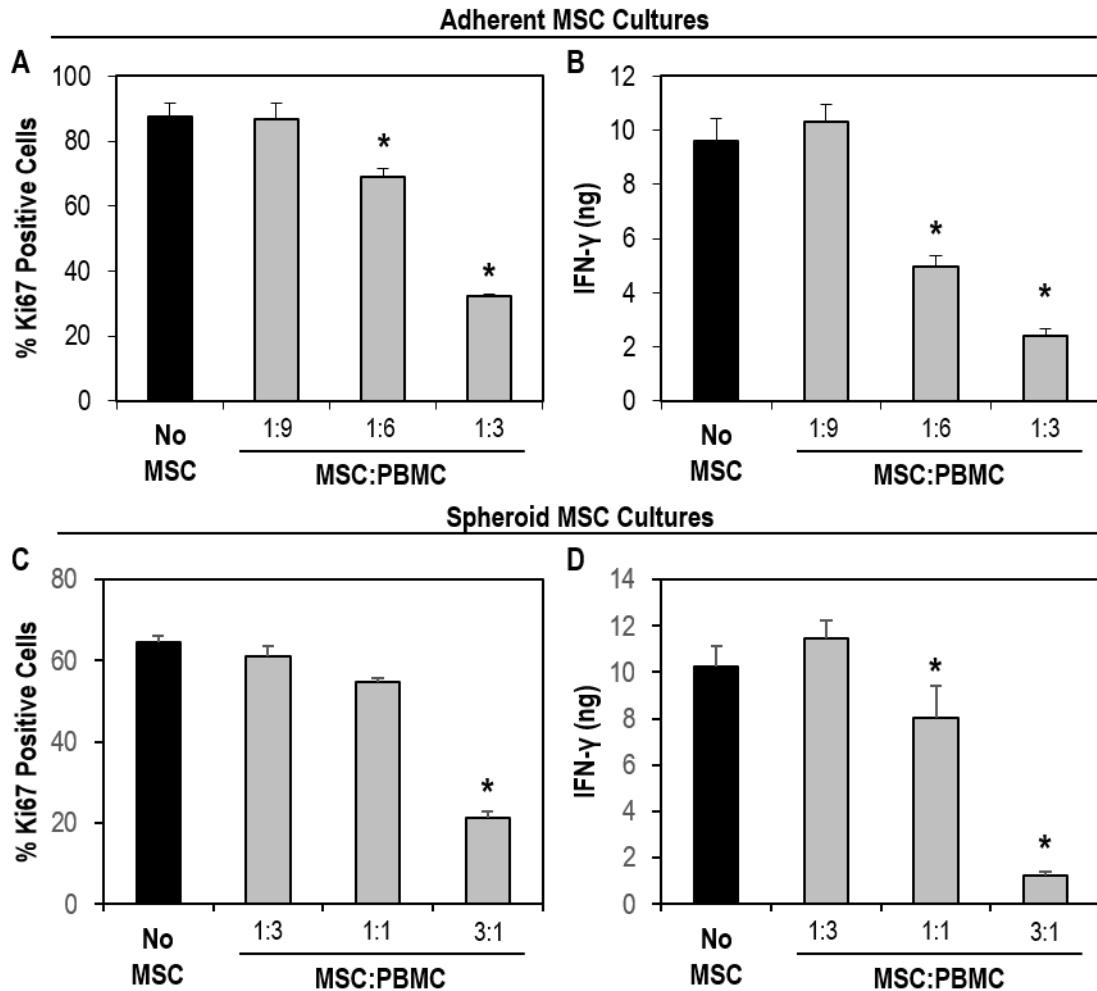 Adherent MSC Cultures
A
% Ki67 Positive Cells
100
80
60
40
20
0
*
*
No
MSC
1:9 1:6 1:3
MSC:PBMC
B
IFN-γ (ng)
12
10
8
6
4
2
0
*
*
No
MSC
1:9 1:6 1:3
MSC:PBMC
Spheroid MSC Cultures
C
% Ki67 Positive Cells
80
60
40
20
0
*
No
MSC
1:3 1:1 3:1
MSC:PBMC
D
IFN-γ (ng)
14
12
10
8
6
4
2
0
*
*
No
MSC
1:3 1:1 3:1
MSC:PBMC